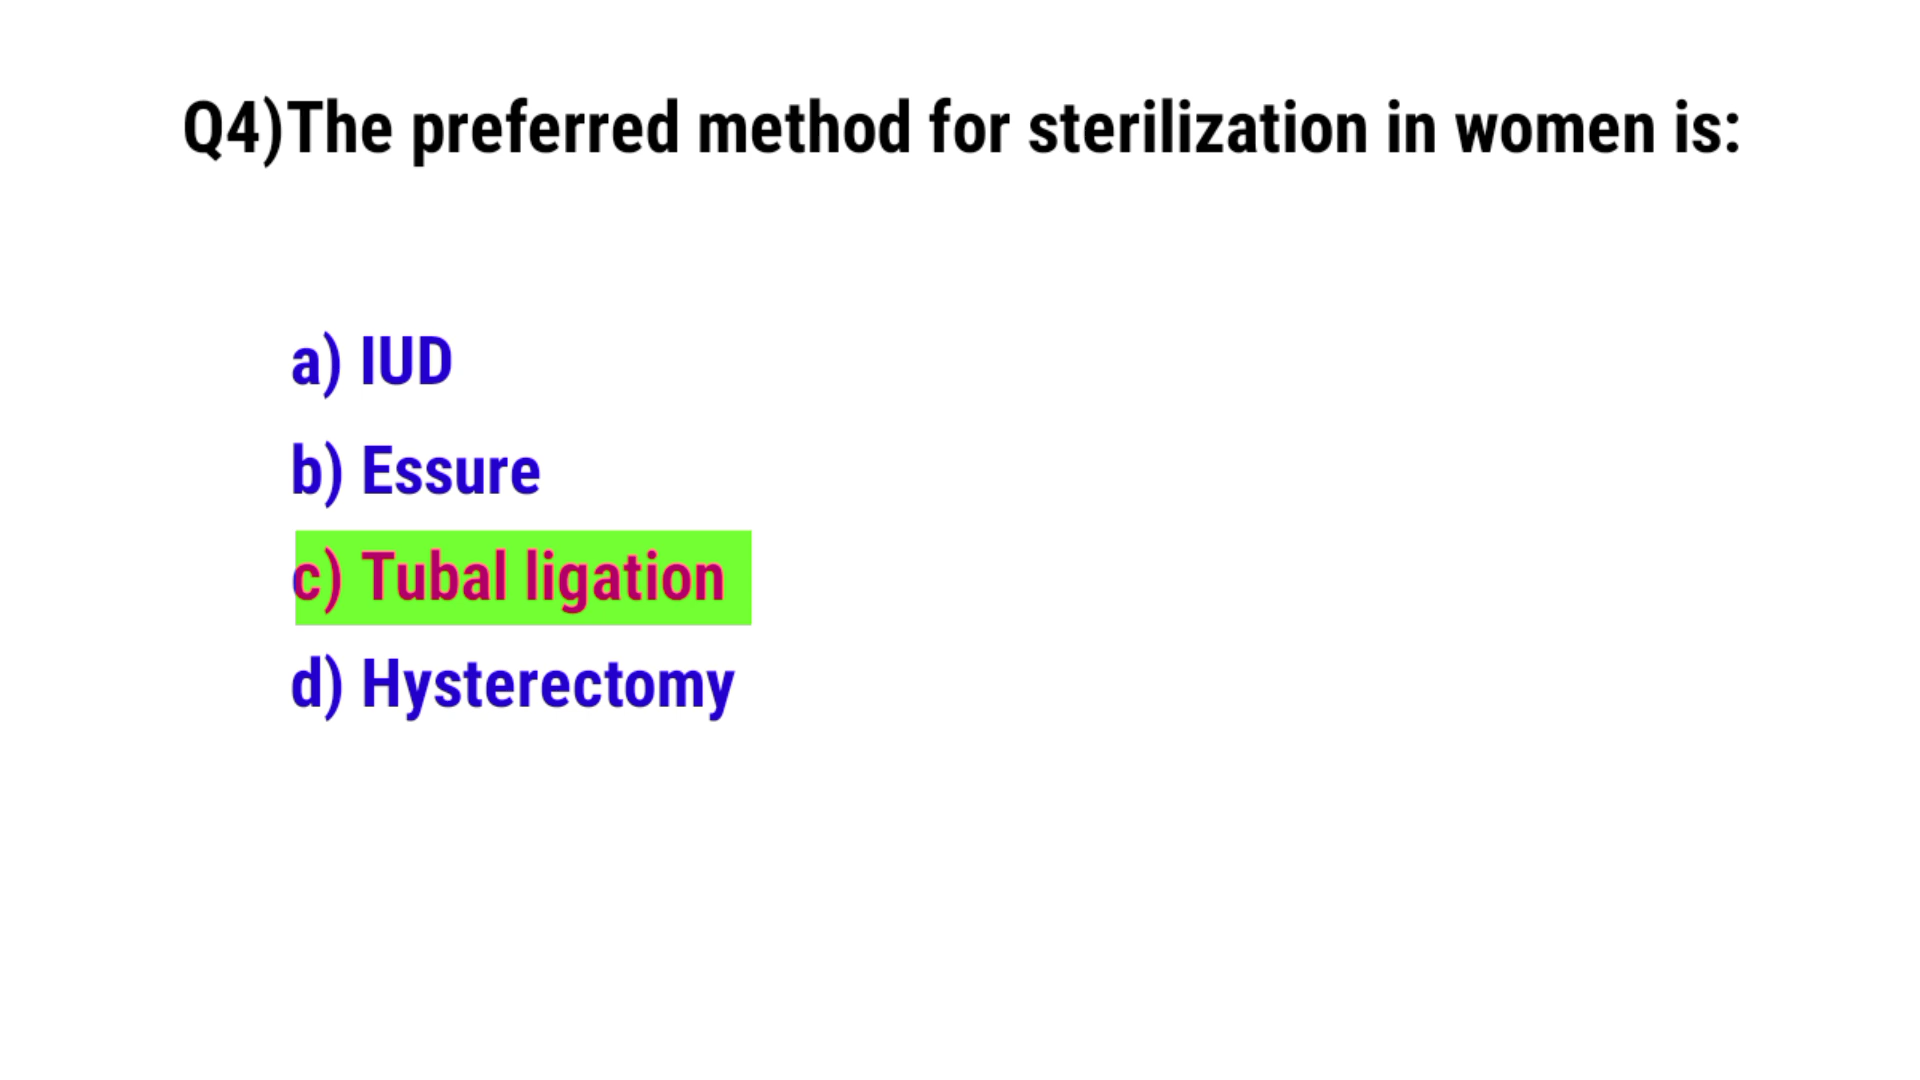 Q4)The preferred method for sterilization in women is:
a) IUD
b) Essure
c) Tubal ligation
d) Hysterectomy